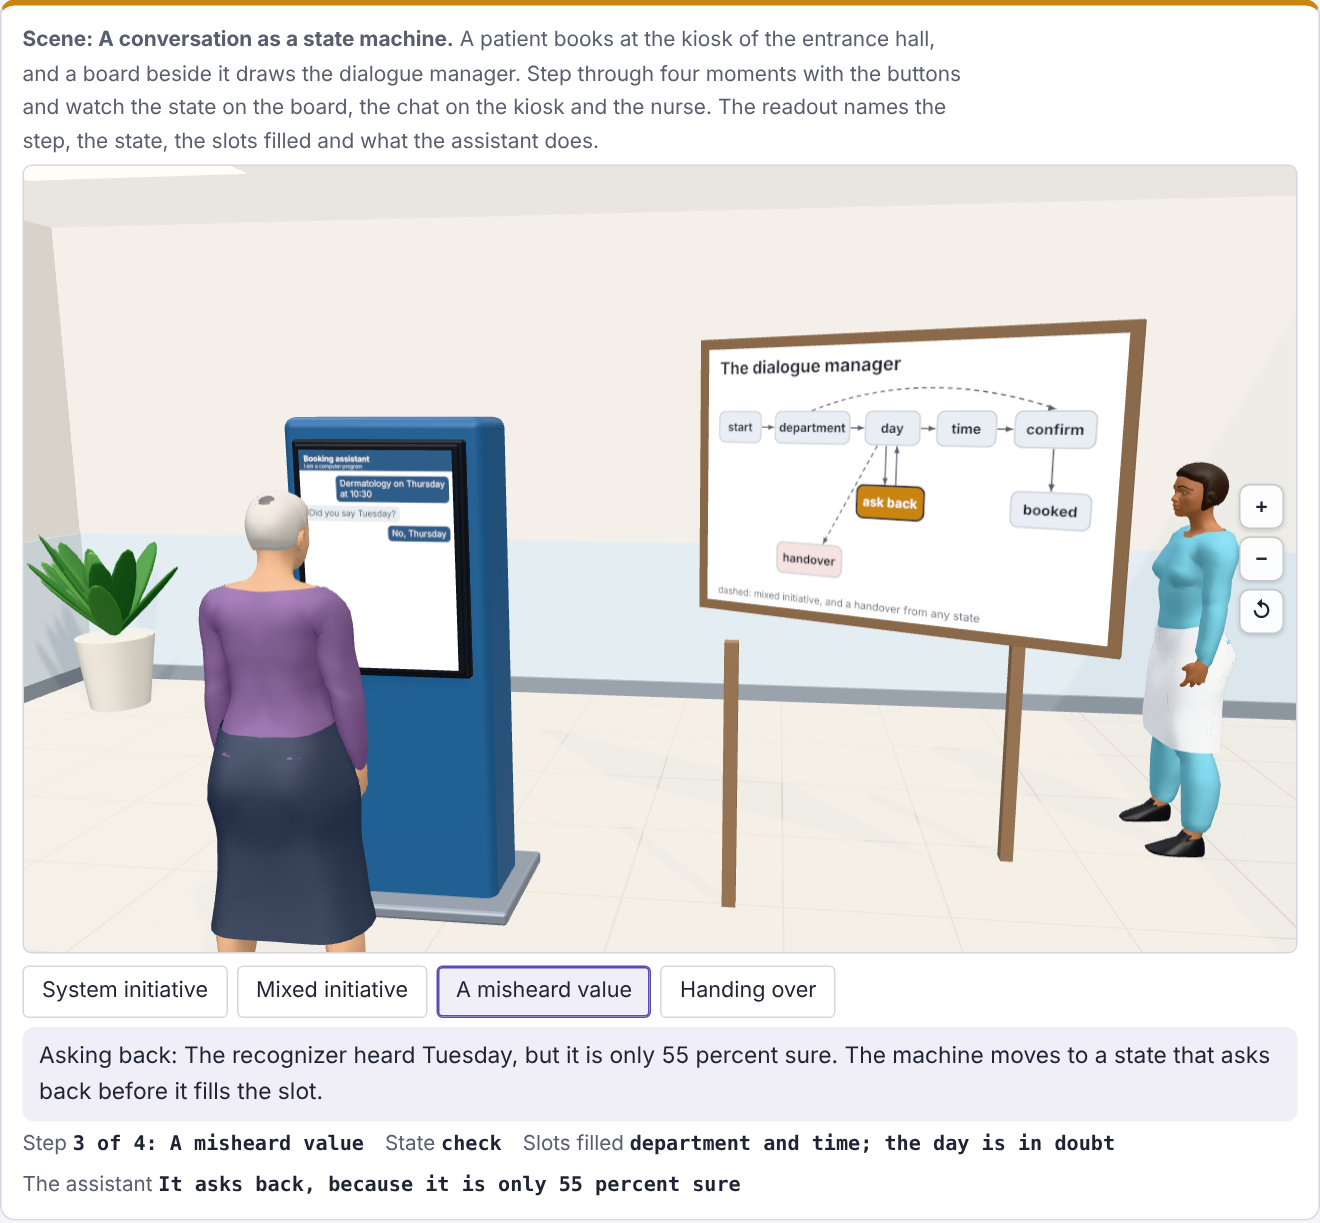 Scene: A conversation as a state machine. A patient books at the kiosk of the entrance hall,
and a board beside it draws the dialogue manager. Step through four moments with the buttons
and watch the state on the board, the chat on the kiosk and the nurse. The readout names the
step, the state, the slots filled and what the assistant does.
Booking assistant
I am a computer program
Dermatology on Thursday
at 10:30
Did you say Tuesday?
No, Thursday
The dialogue manager
start
department
day
time
confirm
ask back
booked
handover
dashed: mixed initiative, and a handover from any state
+
−
System initiative
Mixed initiative
A misheard value
Handing over
Asking back: The recognizer heard Tuesday, but it is only 55 percent sure. The machine moves to a state that asks
back before it fills the slot.
Step 3 of 4: A misheard value State check Slots filled department and time; the day is in doubt
The assistant It asks back, because it is only 55 percent sure